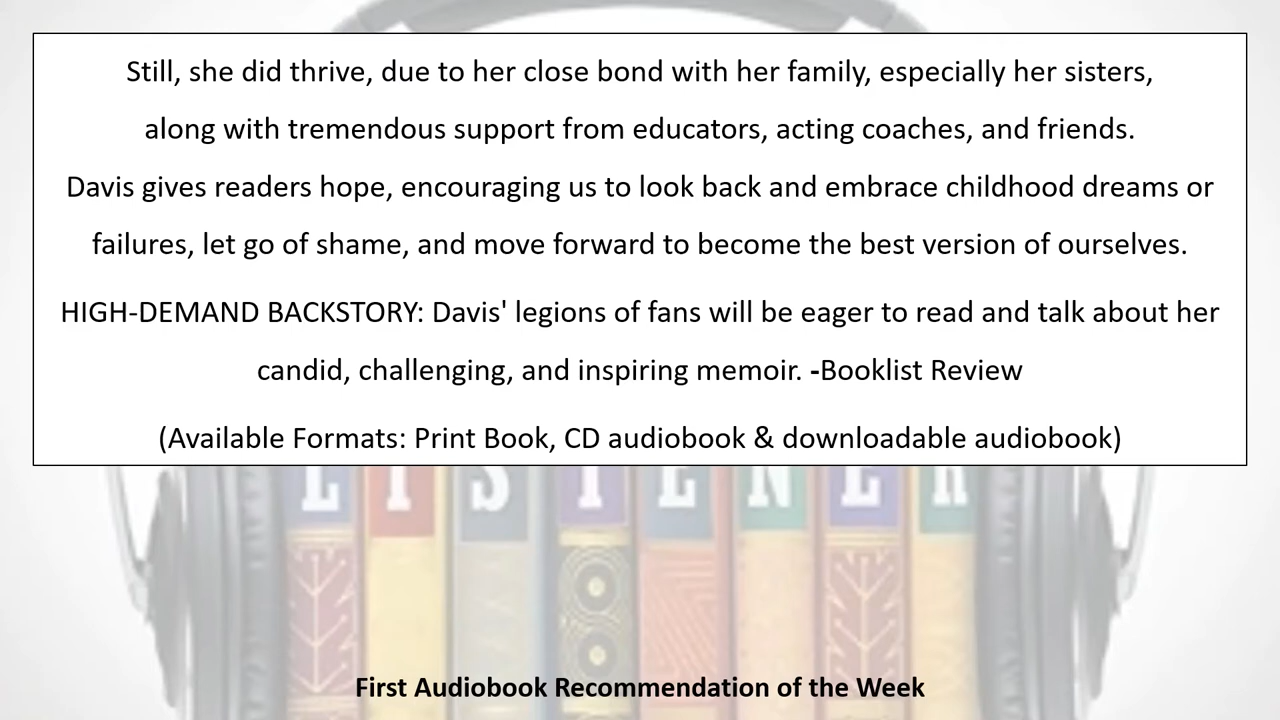 Still, she did thrive, due to her close bond with her family, especially her sisters,
along with tremendous support from educators, acting coaches, and friends.
Davis gives readers hope, encouraging us to look back and embrace childhood dreams or
failures, let go of shame, and move forward to become the best version of ourselves.
HIGH-DEMAND BACKSTORY: Davis' legions of fans will be eager to read and talk about her
candid, challenging, and inspiring memoir. -Booklist Review
(Available Formats: Print Book, CD audiobook & downloadable audiobook)
LISTENER
First Audiobook Recommendation of the Week